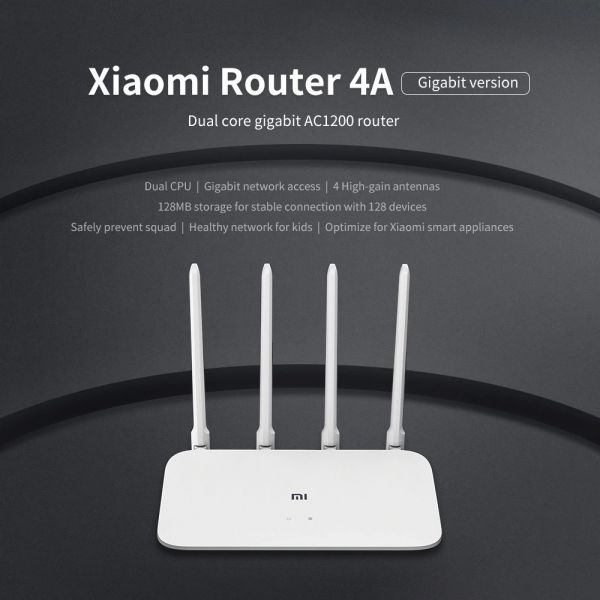 Xiaomi Router 4A Gigabit version
Dual core gigabit AC1200 router
Dual CPU | Gigabit network access | 4 High-gain antennas
128MB storage for stable connection with 128 devices
Safely prevent squad | Healthy network for kids | Optimize for Xiaomi smart appliances
mi